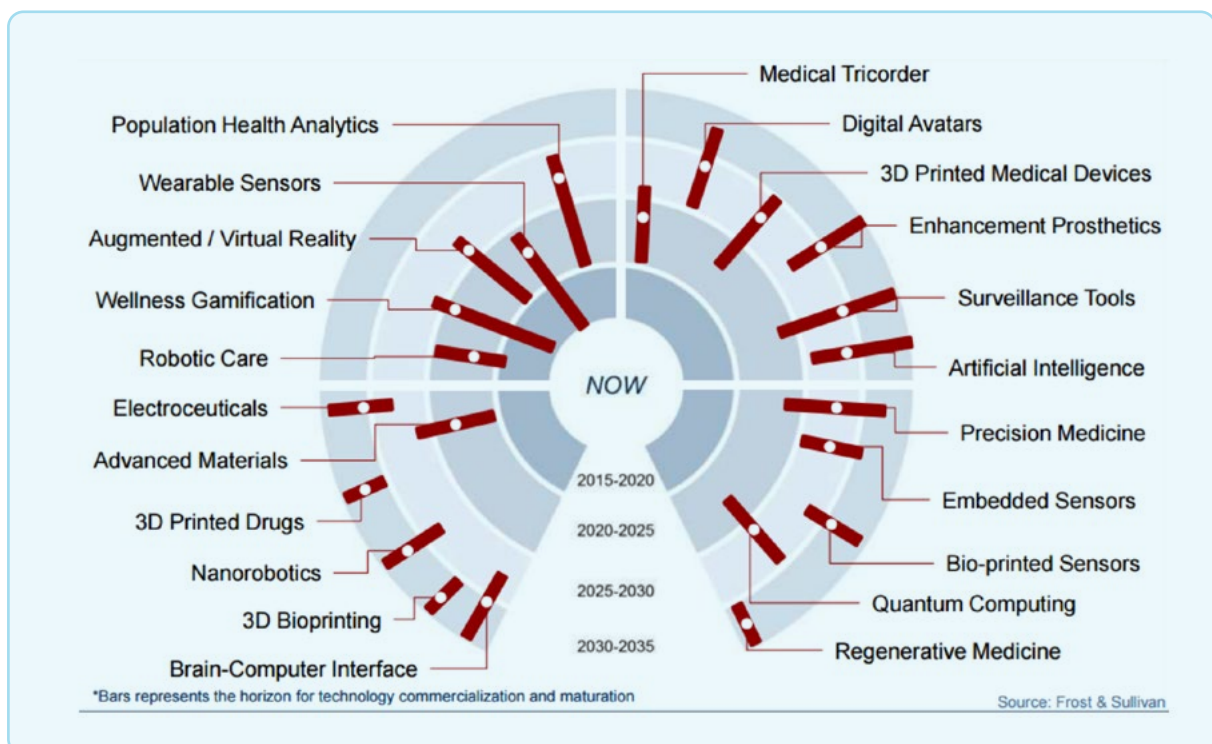 Population Health Analytics
Wearable Sensors
Augmented / Virtual Reality
Wellness Gamification
Robotic Care
Electroceuticals
Advanced Materials
3D Printed Drugs
Nanorobotics
3D Bioprinting
Brain-Computer Interface
Medical Tricorder
Digital Avatars
3D Printed Medical Devices
Enhancement Prosthetics
Surveillance Tools
Artificial Intelligence
Precision Medicine
Embedded Sensors
Bio-printed Sensors
Quantum Computing
Regenerative Medicine
NOW
2015-2020
2020-2025
2025-2030
2030-2035
*Bars represents the horizon for technology commercialization and maturation
Source: Frost & Sullivan